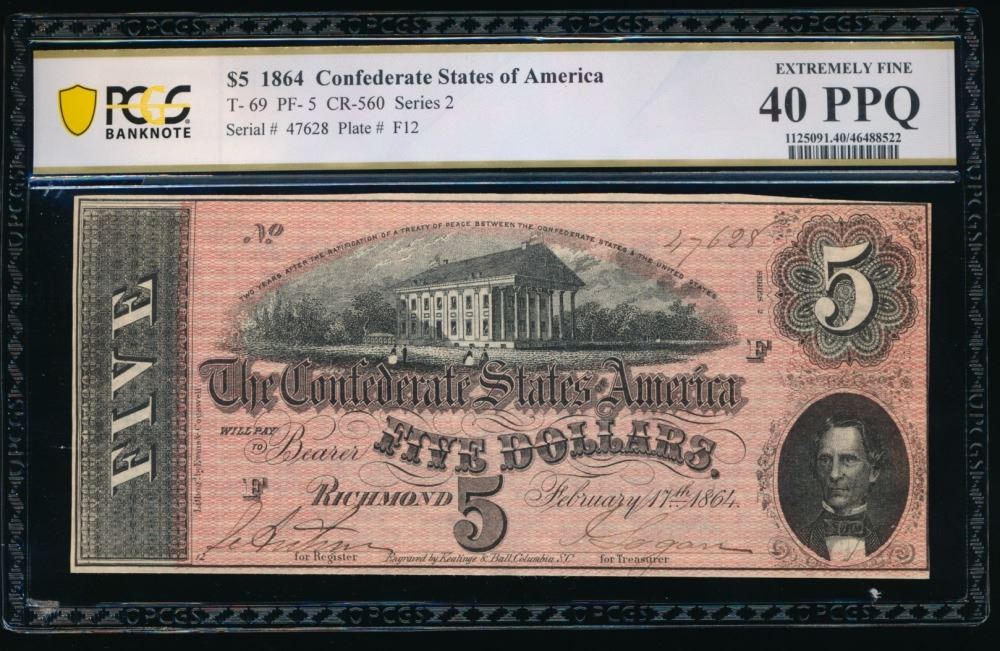 PCGS
BANKNOTE
$5 1864 Confederate States of America
T- 69 PF- 5 CR-560 Series 2
Serial # 47628 Plate # F12
EXTREMELY FINE
40 PPQ
1125091.40/46488522
No
TWO YEARS AFTER THE RATIFICATION OF A TREATY OF PEACE BETWEEN THE CONFEDERATE STATES & THE UNITED STATES
47628
5
SERIES 2
FIVE
F
The Confederate States of America
WILL PAY TO Bearer FIVE DOLLARS.
F
RICHMOND 5 February 17th 1864.
12 for Register Engraved by Keatinge & Ball, Columbia, S.C. for Treasurer